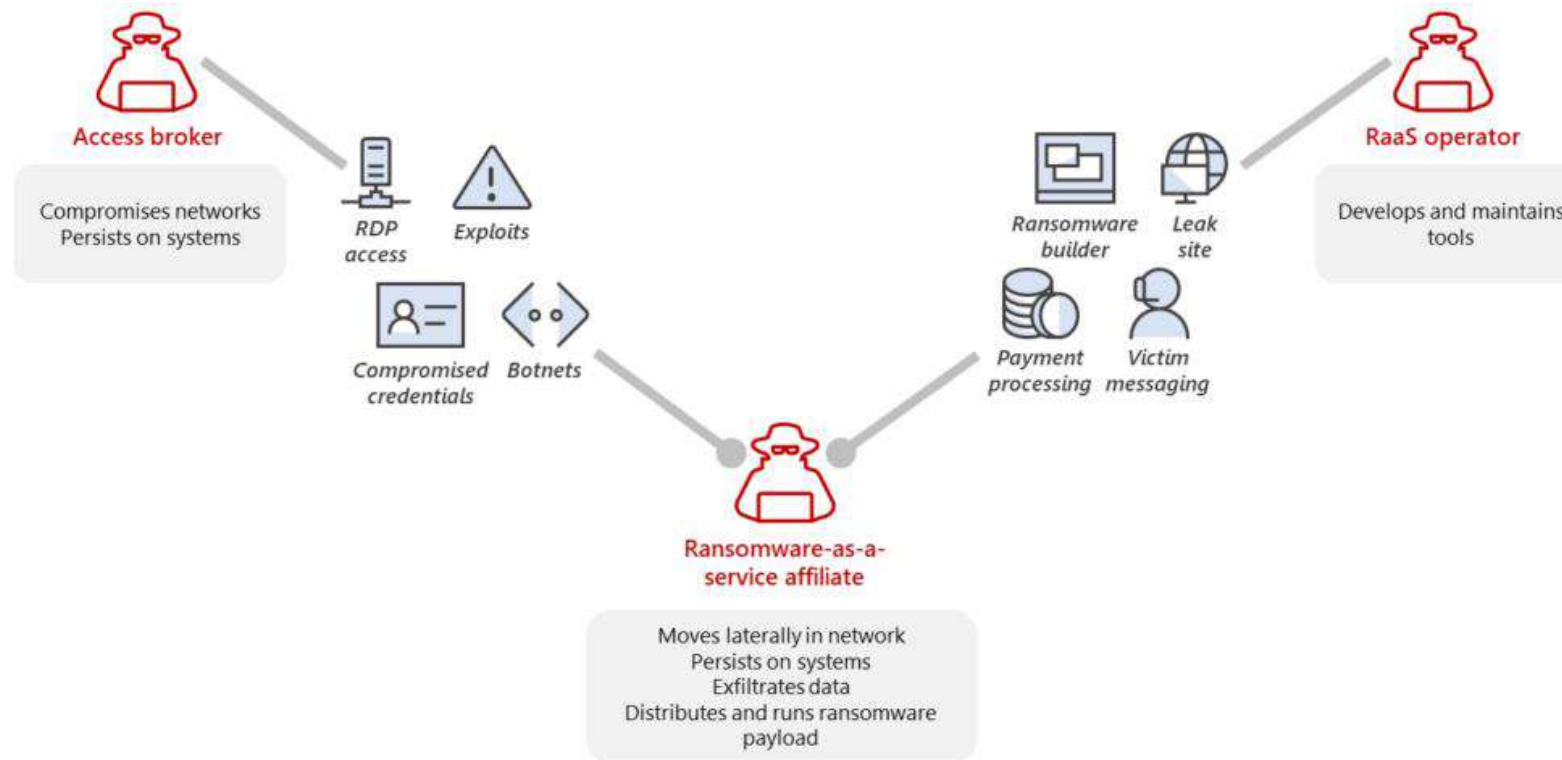 Access broker
Compromises networks
Persists on systems
RDP
access
Exploits
Compromised
credentials
Botnets
Ransomware
builder
Leak
site
Payment
processing
Victim
messaging
RaaS operator
Develops and maintains
tools
Ransomware-as-a-
service affiliate
Moves laterally in network
Persists on systems
Exfiltrates data
Distributes and runs ransomware
payload